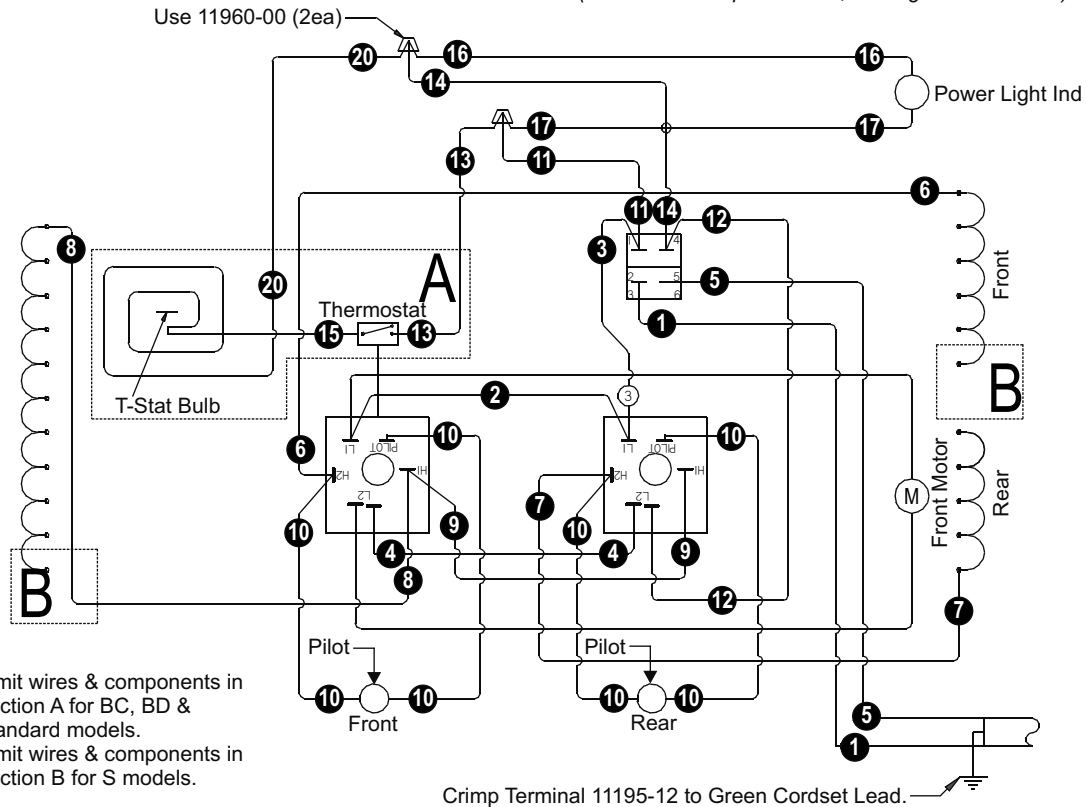 Use 11960-00 (2ea)
20
16
16
14
Power Light Ind
17
17
13
11
6
11
14
12
8
3
1
4
A
20
2
5
5
Front
3
6
Thermostat
1
15
13
B
T-Stat Bulb
2
3
L1
PILOT
10
L1
PILOT
10
6
H2
H1
H2
H1
Front Motor
Rear
7
L2
L2
M
10
9
10
9
4
4
8
B
12
7
Pilot
Pilot
mit wires & components in
ction A for BC, BD &
andard models.
mit wires & components in
ction B for S models.
10
10
10
10
Front
Rear
5
1
Crimp Terminal 11195-12 to Green Cordset Lead.